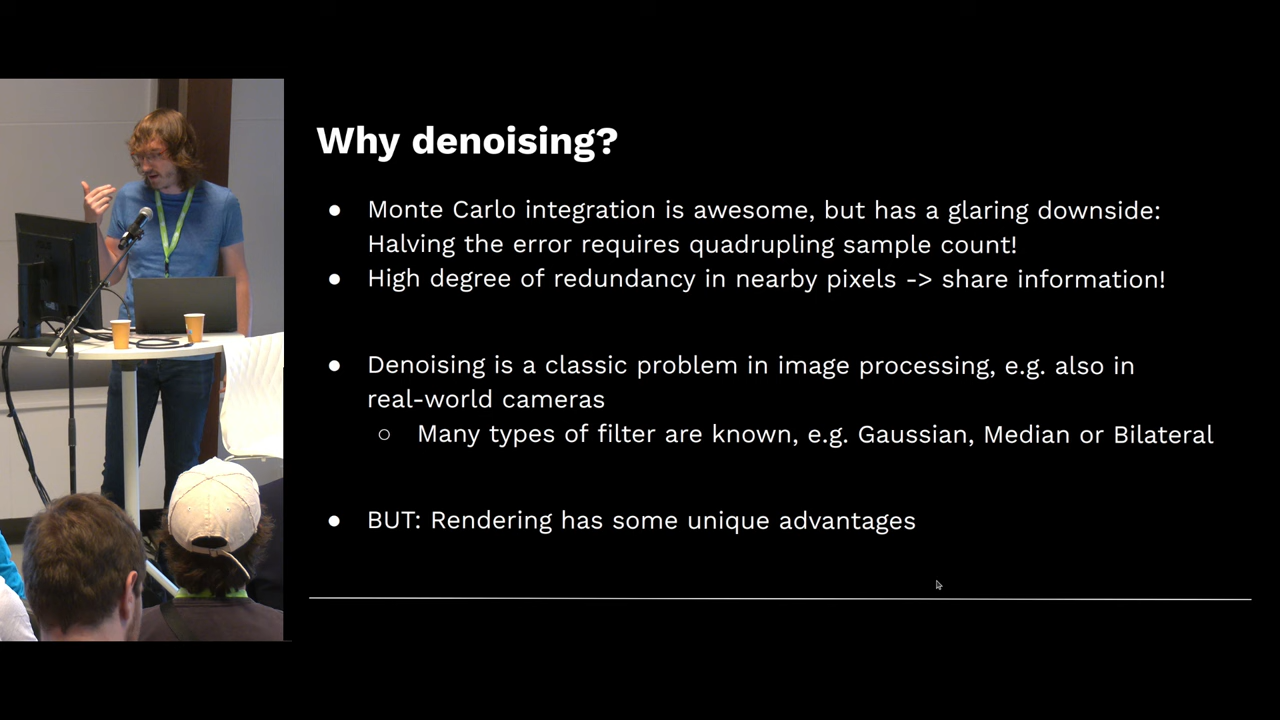 Why denoising?
● Monte Carlo integration is awesome, but has a glaring downside:
Halving the error requires quadrupling sample count!
● High degree of redundancy in nearby pixels -> share information!
● Denoising is a classic problem in image processing, e.g. also in
real-world cameras
○ Many types of filter are known, e.g. Gaussian, Median or Bilateral
● BUT: Rendering has some unique advantages